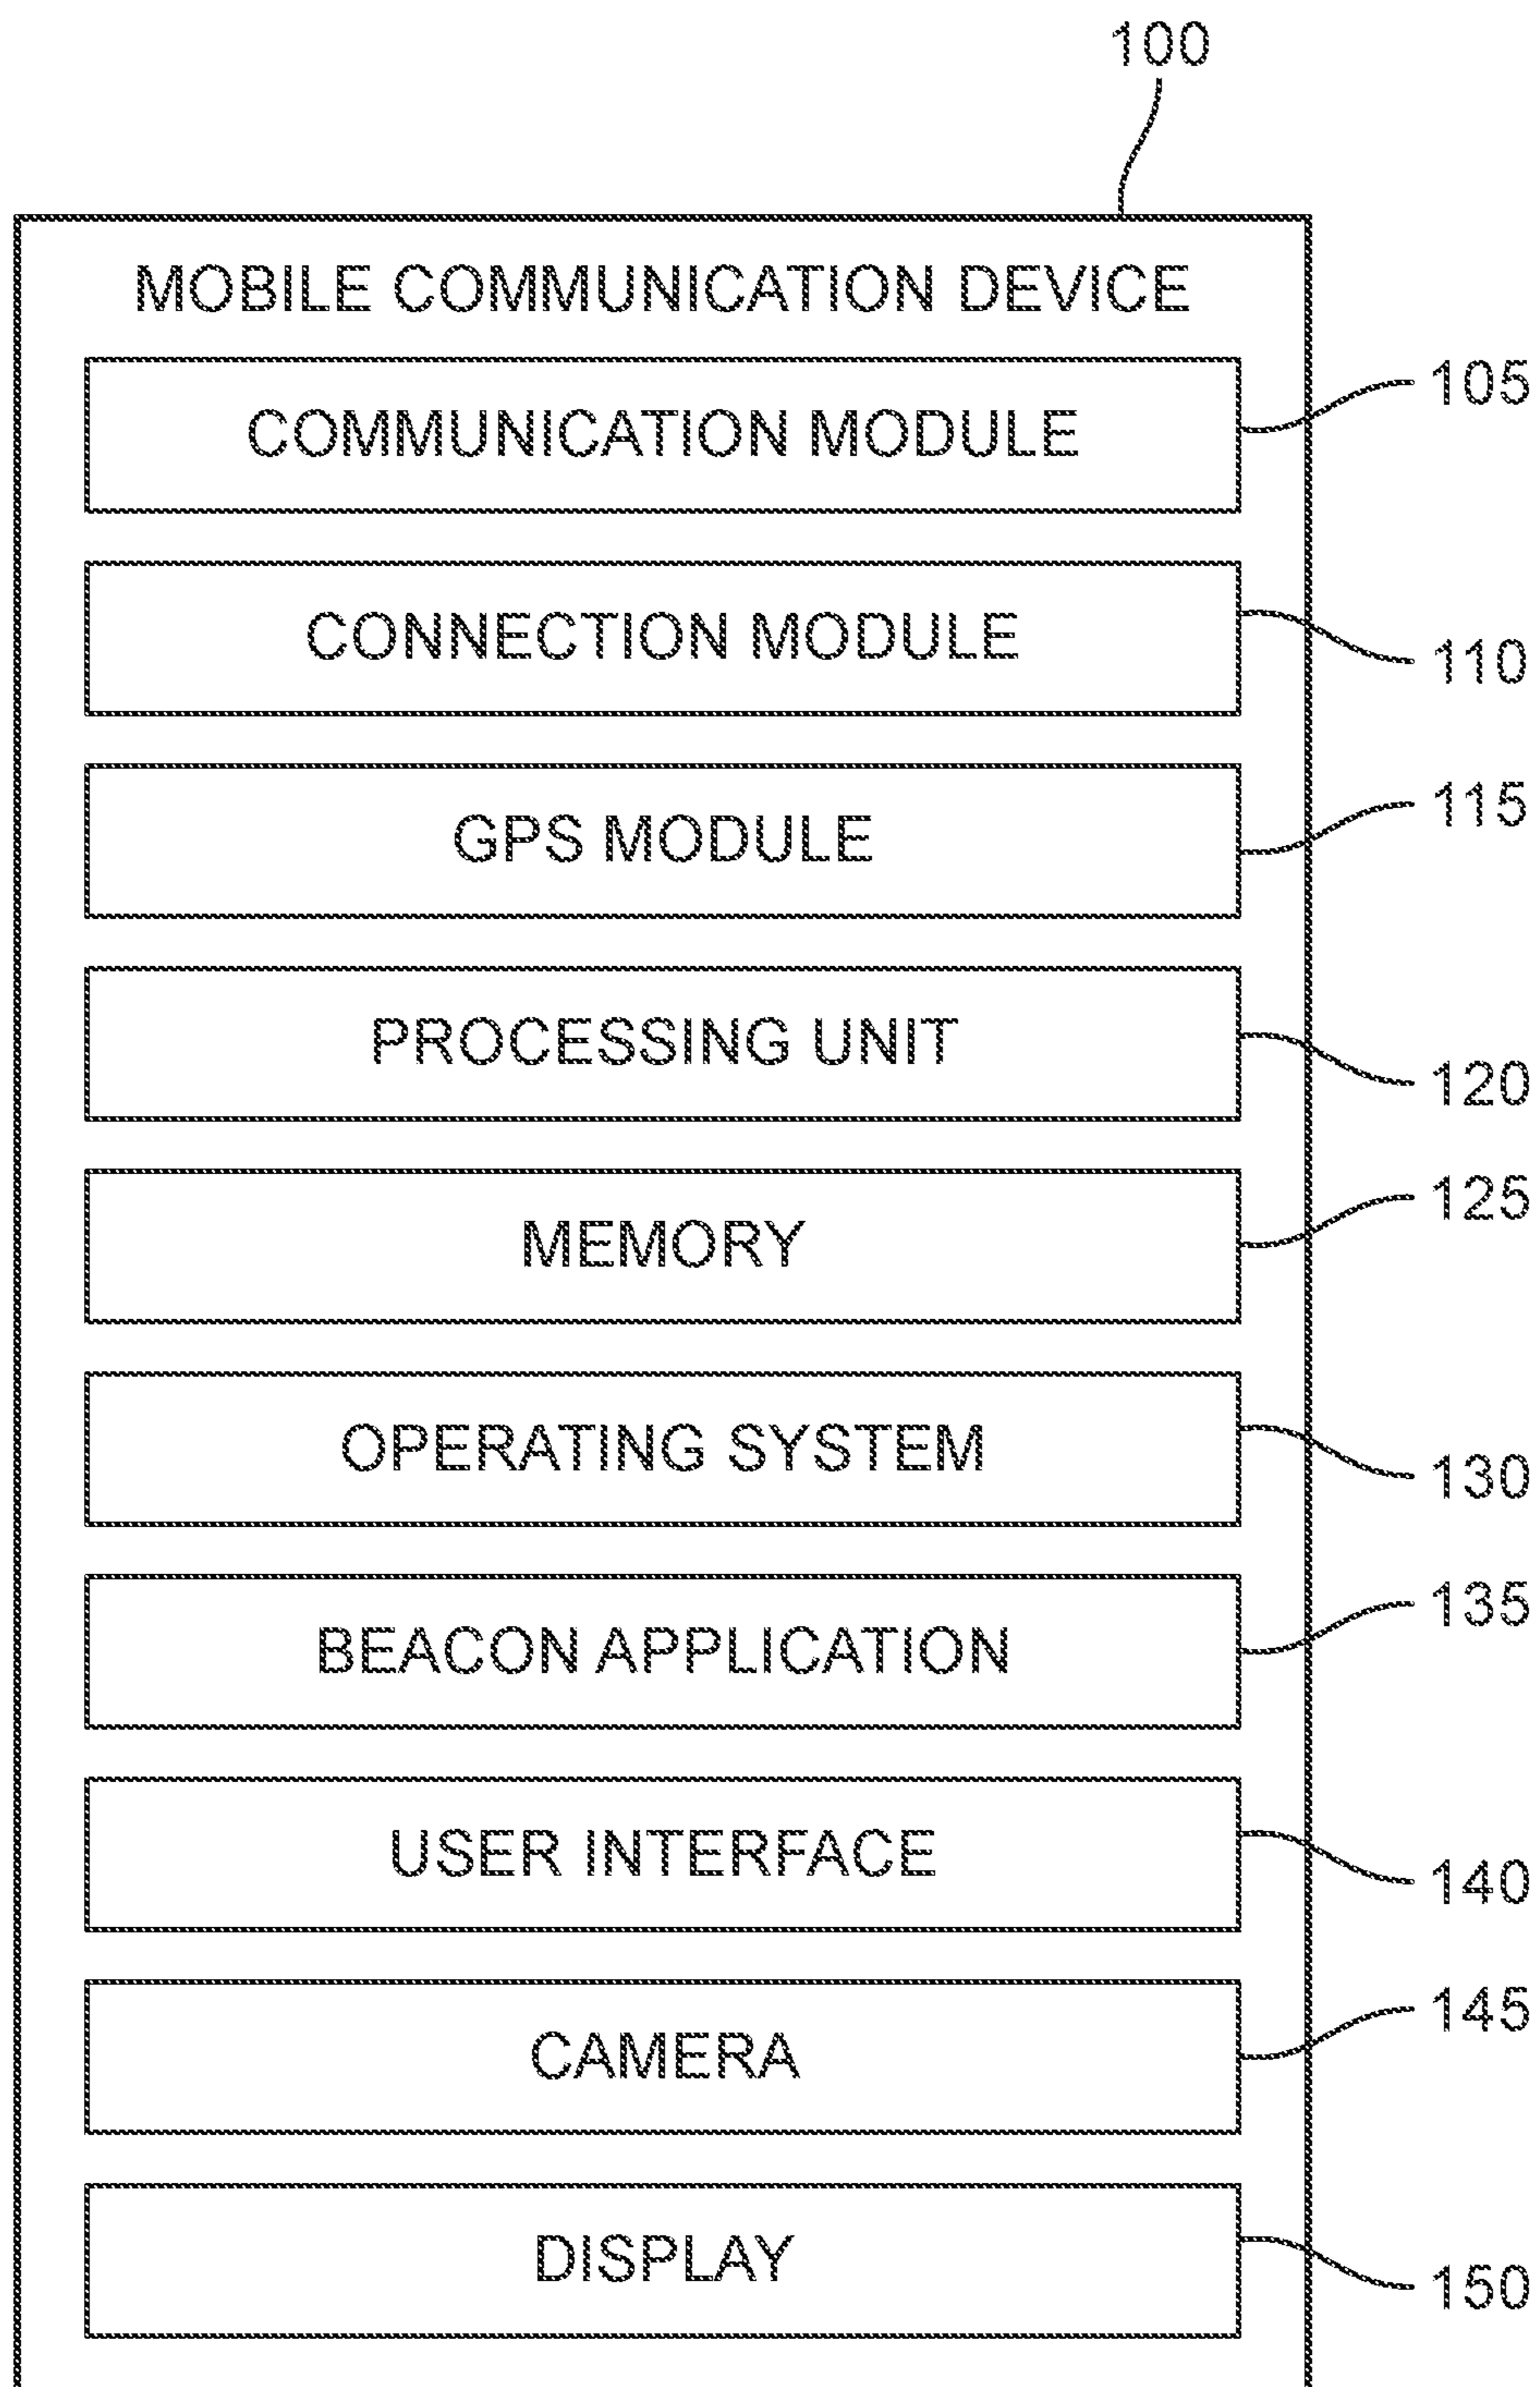 100
MOBILE COMMUNICATION DEVICE
COMMUNICATION MODULE
105
CONNECTION MODULE
110
GPS MODULE
115
PROCESSING UNIT
120
MEMORY
125
OPERATING SYSTEM
130
BEACON APPLICATION
135
USER INTERFACE
140
CAMERA
145
DISPLAY
150